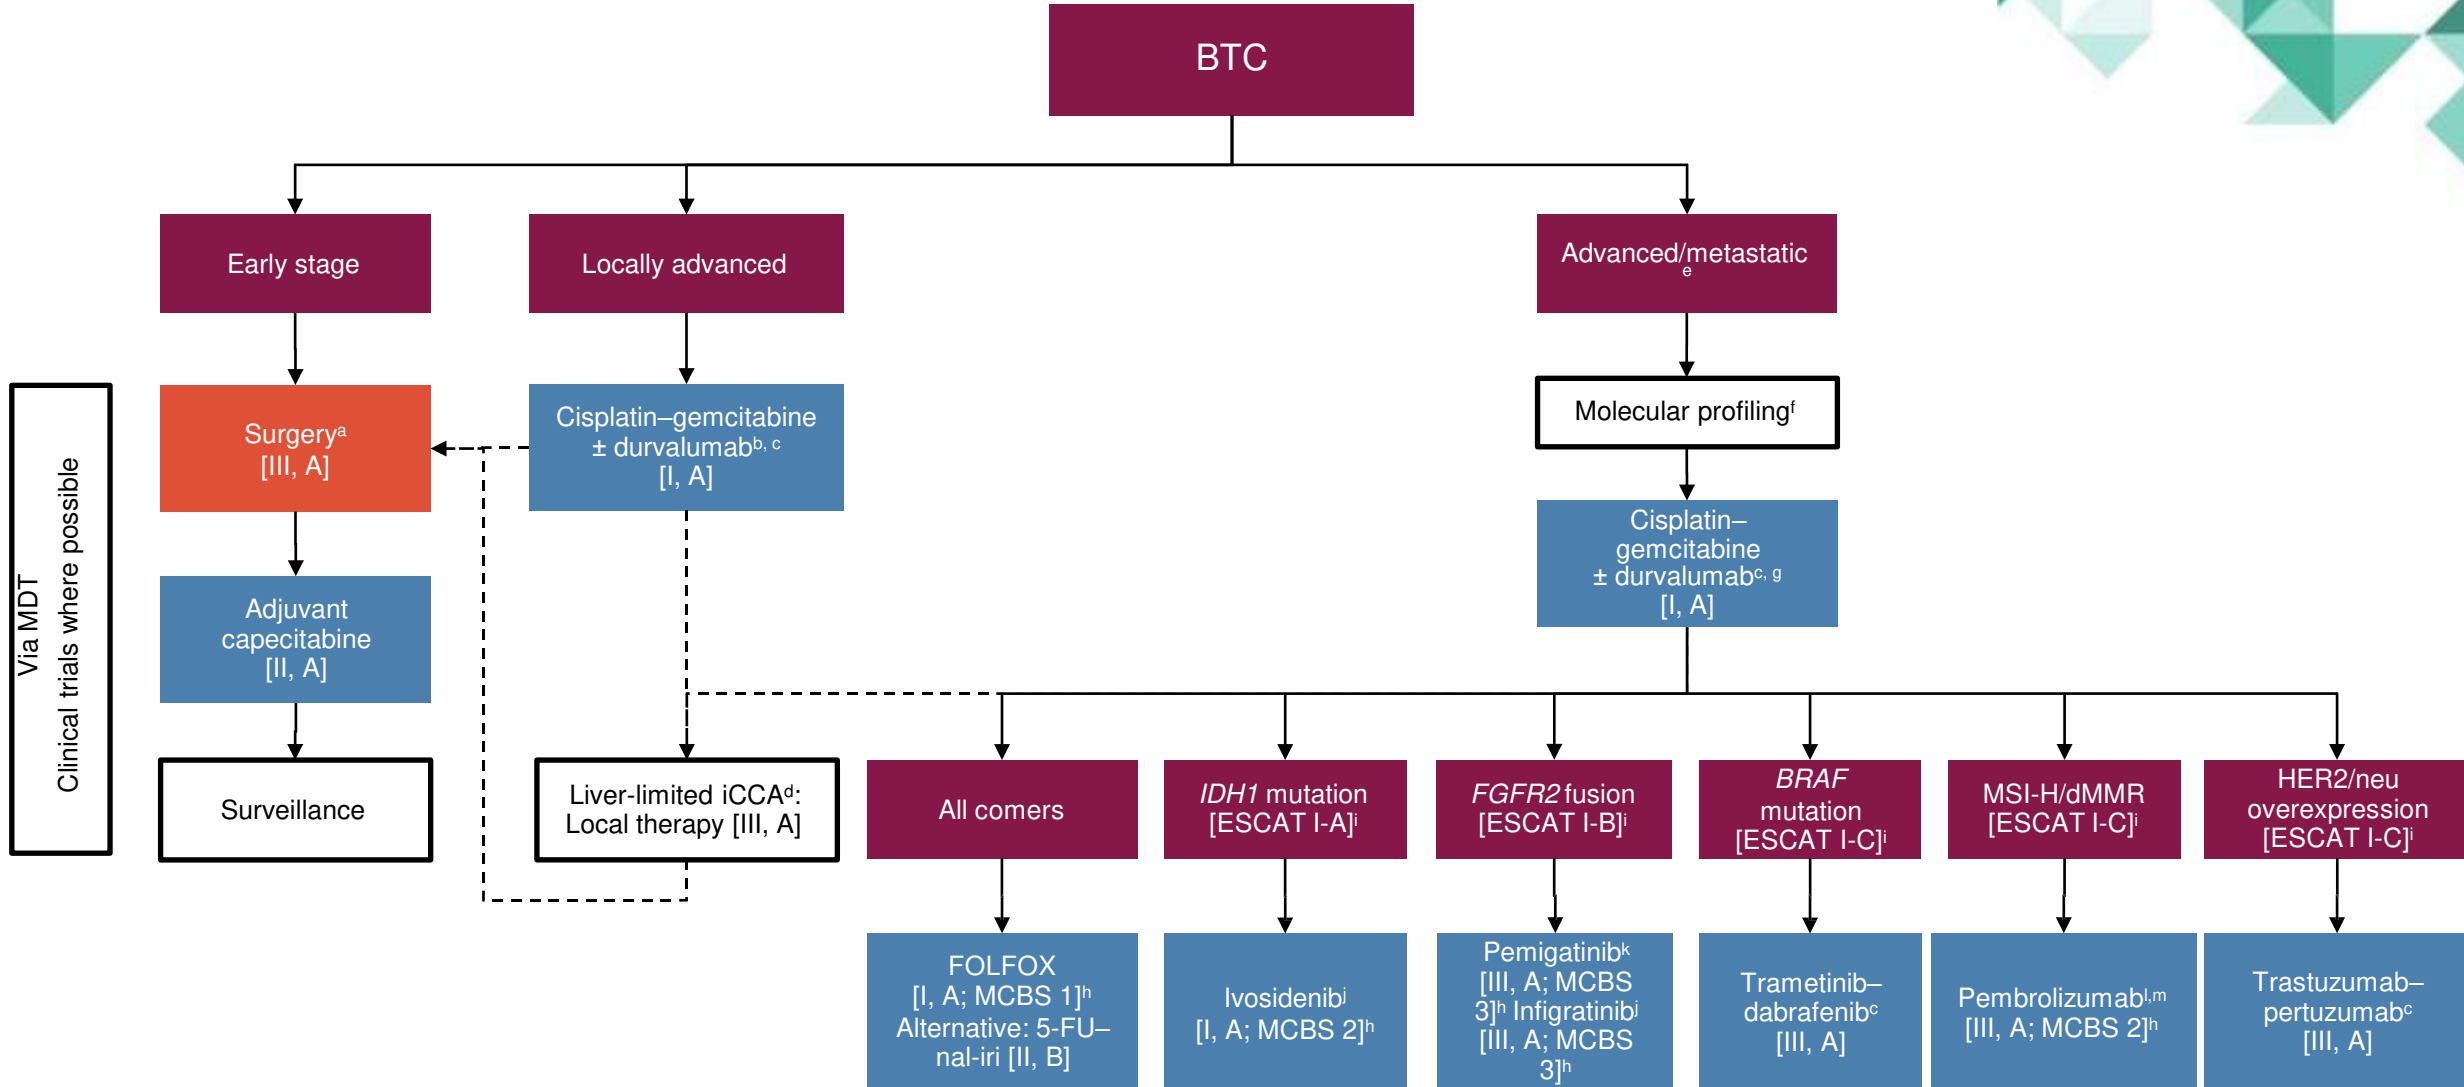 BTC
Early stage
Locally advanced
Advanced/metastatic
e
Via MDT
Clinical trials where possible
Surgeryᵃ
[III, A]
Cisplatin–gemcitabine
± durvalumabᵇ, ᶜ
[I, A]
Molecular profilingᶠ
Cisplatin–
gemcitabine
± durvalumabᶜ, ᵍ
[I, A]
Adjuvant
capecitabine
[II, A]
Surveillance
Liver-limited iCCAᵈ:
Local therapy [III, A]
All comers
IDH1 mutation
[ESCAT I-A]ⁱ
FGFR2 fusion
[ESCAT I-B]ⁱ
BRAF
mutation
[ESCAT I-C]ⁱ
MSI-H/dMMR
[ESCAT I-C]ⁱ
HER2/neu
overexpression
[ESCAT I-C]ⁱ
FOLFOX
[I, A; MCBS 1]ʰ
Alternative: 5-FU–
nal-iri [II, B]
Ivosidenibʲ
[I, A; MCBS 2]ʰ
Pemigatinibᵏ
[III, A; MCBS
3]ʰ Infigratinibʲ
[III, A; MCBS
3]ʰ
Trametinib–
dabrafenibᶜ
[III, A]
Pembrolizumabˡ,ᵐ
[III, A; MCBS 2]ʰ
Trastuzumab–
pertuzumabᶜ
[III, A]